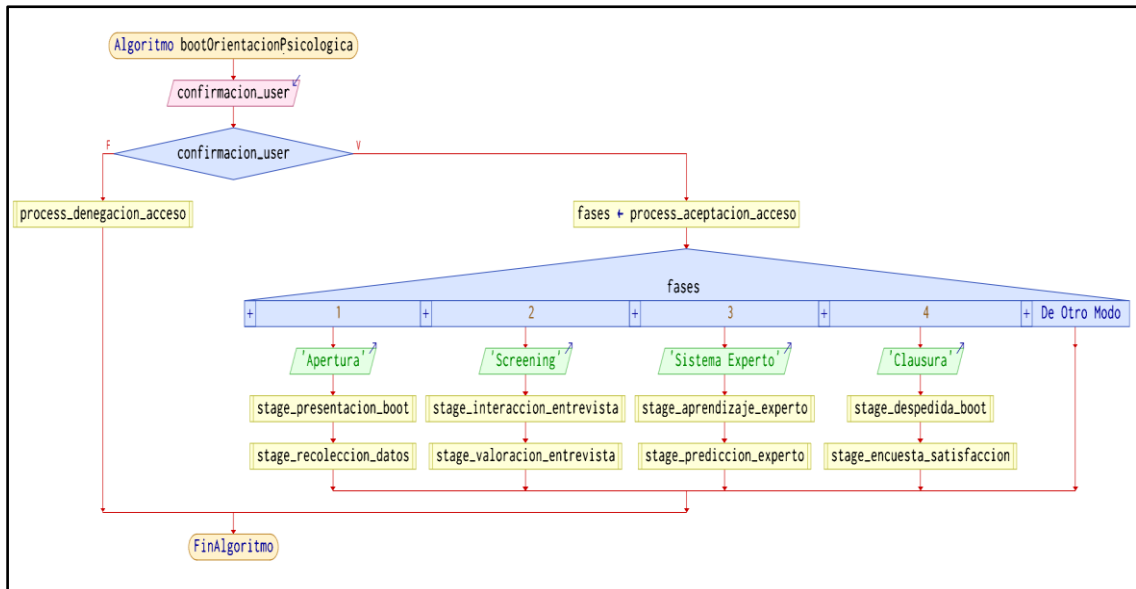 Algoritmo bootOrientacionPsicologica
confirmacion_user
confirmacion_user
F
V
process_denegacion_acceso
fases ← process_aceptacion_acceso
fases
+ 1 + 2 + 3 + 4 + De Otro Modo
'Apertura' 'Screening' 'Sistema Experto' 'Clausura'
stage_presentacion_boot stage_interaccion_entrevista stage_aprendizaje_experto stage_despedida_boot
stage_recoleccion_datos stage_valoracion_entrevista stage_prediccion_experto stage_encuesta_satisfaccion
FinAlgoritmo